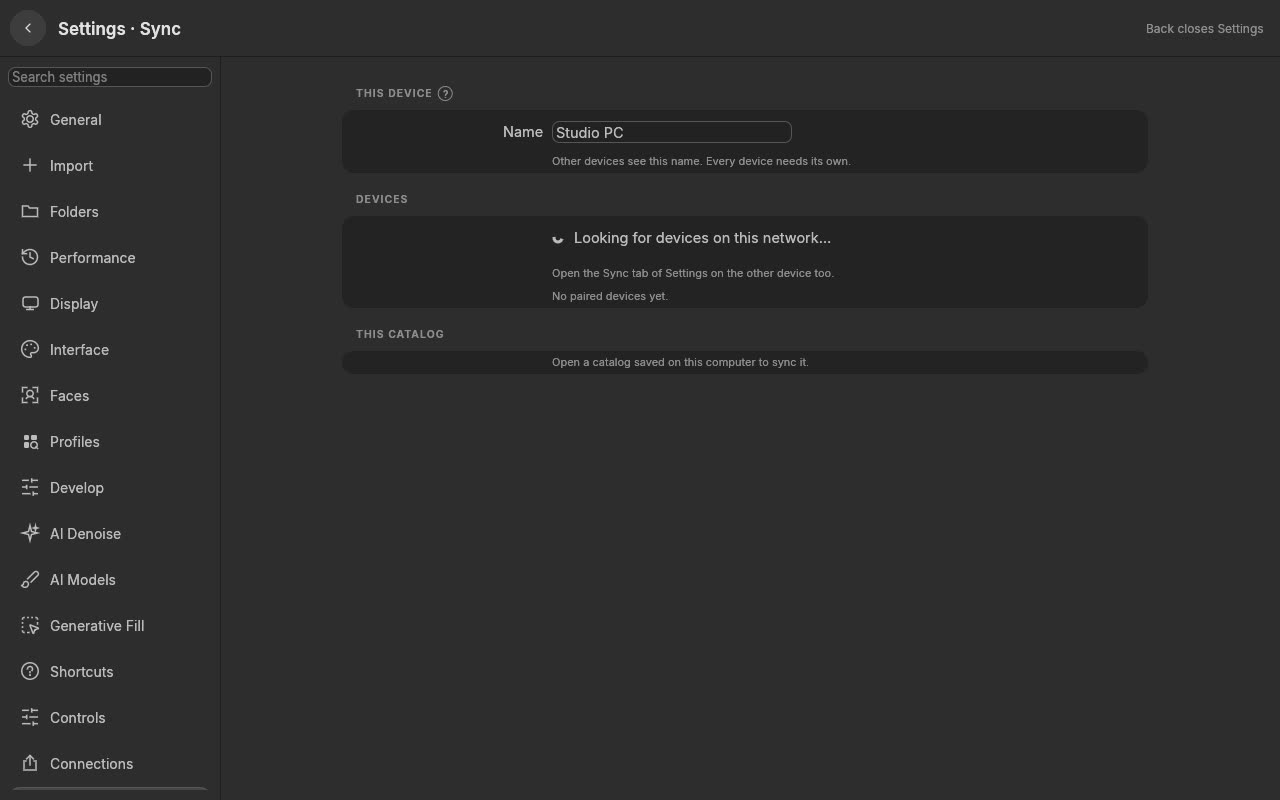 Settings · Sync
Back closes Settings
Search settings
General
Import
Folders
Performance
Display
Interface
Faces
Profiles
Develop
AI Denoise
AI Models
Generative Fill
Shortcuts
Controls
Connections
THIS DEVICE ?
Name Studio PC
Other devices see this name. Every device needs its own.
DEVICES
Looking for devices on this network...
Open the Sync tab of Settings on the other device too.
No paired devices yet.
THIS CATALOG
Open a catalog saved on this computer to sync it.